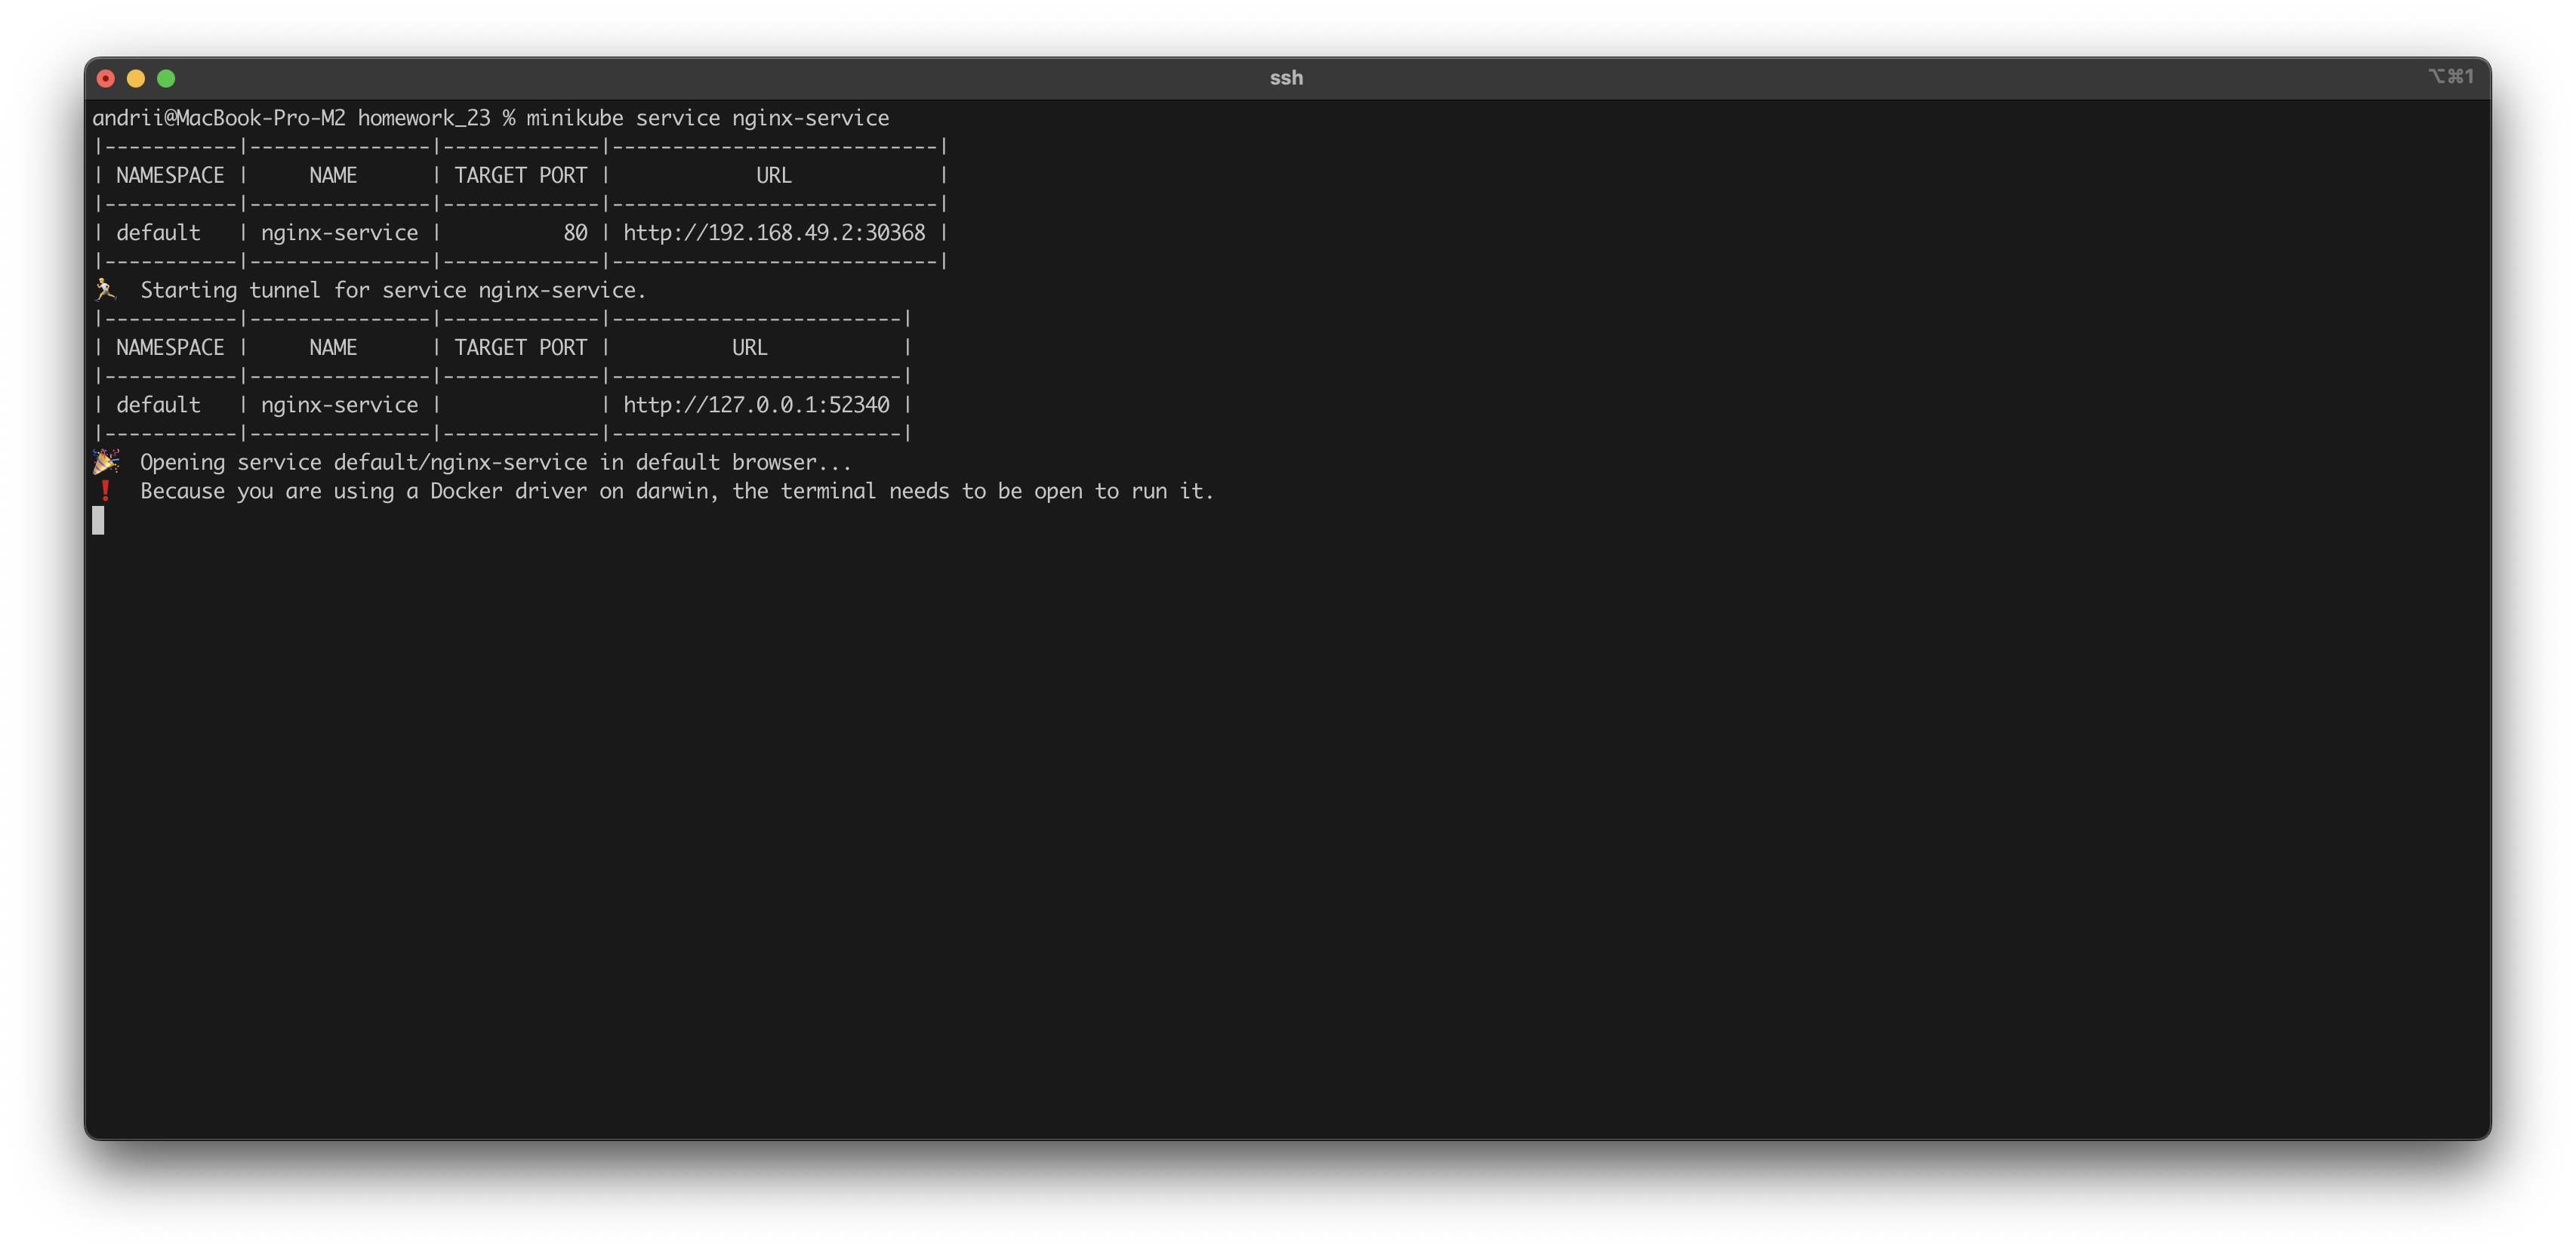 ssh
⌥⌘1
andrii@MacBook-Pro-M2 homework_23 % minikube service nginx-service
|-----------|---------------|-------------|---------------------------|
| NAMESPACE |     NAME      | TARGET PORT |            URL            |
|-----------|---------------|-------------|---------------------------|
| default   | nginx-service |          80 | http://192.168.49.2:30368 |
|-----------|---------------|-------------|---------------------------|
🏃  Starting tunnel for service nginx-service.
|-----------|---------------|-------------|------------------------|
| NAMESPACE |     NAME      | TARGET PORT |          URL           |
|-----------|---------------|-------------|------------------------|
| default   | nginx-service |             | http://127.0.0.1:52340 |
|-----------|---------------|-------------|------------------------|
🎉  Opening service default/nginx-service in default browser...
❗  Because you are using a Docker driver on darwin, the terminal needs to be open to run it.